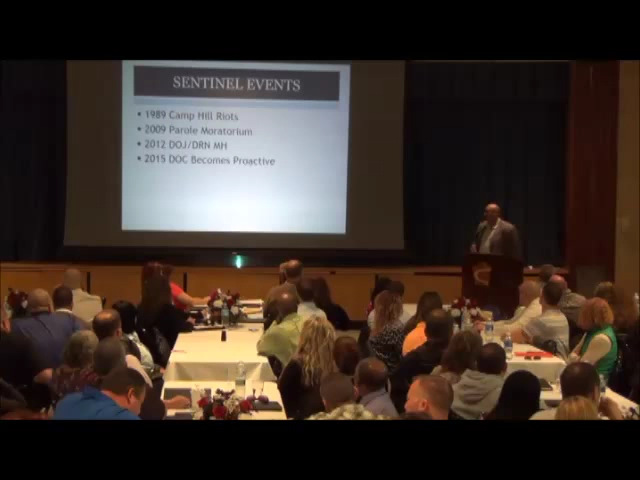 SENTINEL EVENTS
• 1989 Camp Hill Riots
• 2009 Parole Moratorium
• 2012 DOJ/DRN MH
• 2015 DOC Becomes Proactive